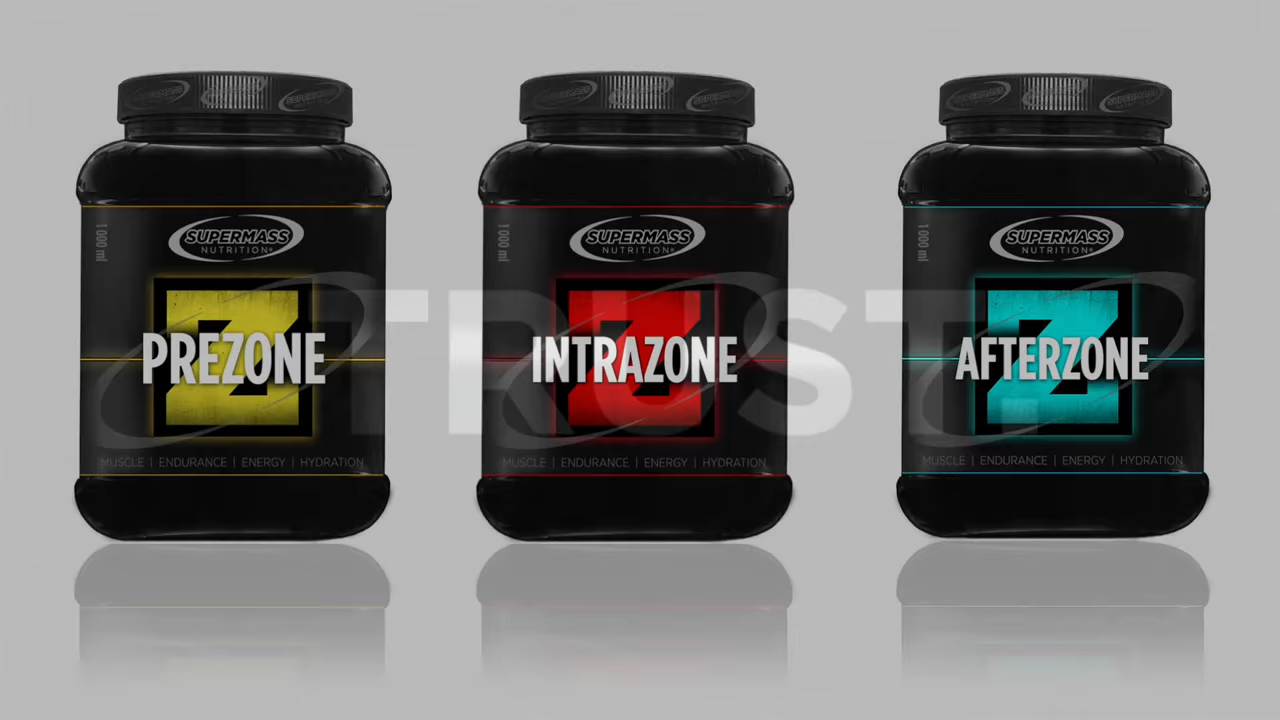 SUPERMASS
NUTRITION®
1 000 ml
PREZONE
MUSCLE | ENDURANCE | ENERGY | HYDRATION
SUPERMASS
NUTRITION®
1 000 ml
INTRAZONE
MUSCLE | ENDURANCE | ENERGY | HYDRATION
SUPERMASS
NUTRITION®
1 000 ml
AFTERZONE
MUSCLE | ENDURANCE | ENERGY | HYDRATION
TRUST